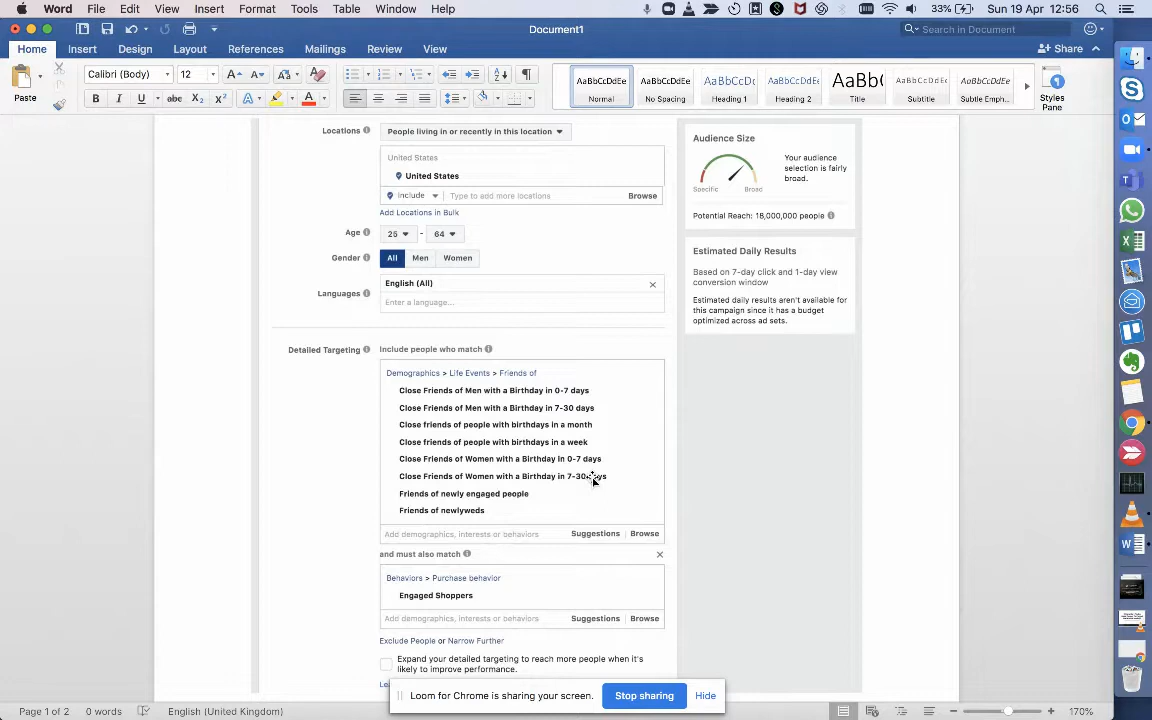 Word File Edit View Insert Format Tools Table Window Help 33% Sun 19 Apr 12:56
Document1
Search in Document
Home Insert Design Layout References Mailings Review View Share
Paste
Calibri (Body) 12
B I U abc X₂ X² A A
AaBbCcDdEe AaBbCcDdEe AaBbCcDc AaBbCcDdEe AaBbC AaBbCcDdEe AaBbCcDdEe
Normal No Spacing Heading 1 Heading 2 Title Subtitle Subtle Emph...
Styles
Pane
Locations People living in or recently in this location
United States
United States
Include Type to add more locations Browse
Add Locations in Bulk
Age 25 - 64
Gender All Men Women
Languages English (All)
Enter a language...
Detailed Targeting Include people who match
Demographics > Life Events > Friends of
Close Friends of Men with a Birthday in 0-7 days
Close Friends of Men with a Birthday in 7-30 days
Close friends of people with birthdays in a month
Close friends of people with birthdays in a week
Close Friends of Women with a Birthday in 0-7 days
Close Friends of Women with a Birthday in 7-30 days
Friends of newly engaged people
Friends of newlyweds
Add demographics, interests or behaviors Suggestions Browse
and must also match
Behaviors > Purchase behavior
Engaged Shoppers
Add demographics, interests or behaviors Suggestions Browse
Exclude People or Narrow Further
Expand your detailed targeting to reach more people when it's
likely to improve performance.
Audience Size
Your audience
selection is fairly
broad.
Specific Broad
Potential Reach: 18,000,000 people
Estimated Daily Results
Based on 7-day click and 1-day view
conversion window
Estimated daily results aren't available for
this campaign since it has a budget
optimized across ad sets.
Loom for Chrome is sharing your screen. Stop sharing Hide
Page 1 of 2 0 words English (United Kingdom) 170%